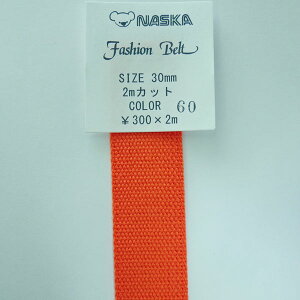 NASKA
Fashion Belt
SIZE 30mm
2mカット
COLOR 60
￥300×2m